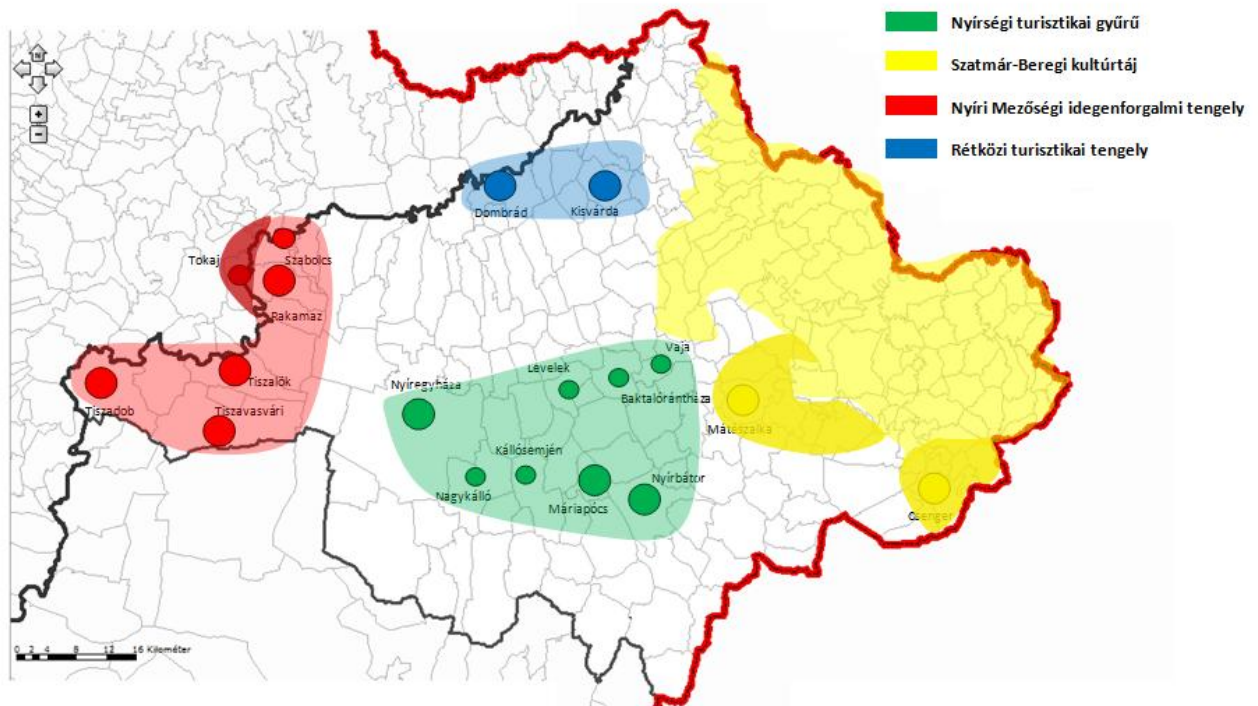 Nyírségi turisztikai gyűrű
Szatmár-Beregi kultúrtáj
Nyíri Mezőségi idegenforgalmi tengely
Rétközi turisztikai tengely
N
+
-
Dombrád
Kisvárda
Tokaj
Szabolcs
Rakamaz
Tiszalök
Tiszadob
Tiszavasvári
Nyíregyháza
Levelek
Vaja
Baktalórántháza
Kállósemjén
Nagykálló
Máriapócs
Nyírbátor
Mátészalka
Csenger
0 2 4 8 12 16 Kilométer